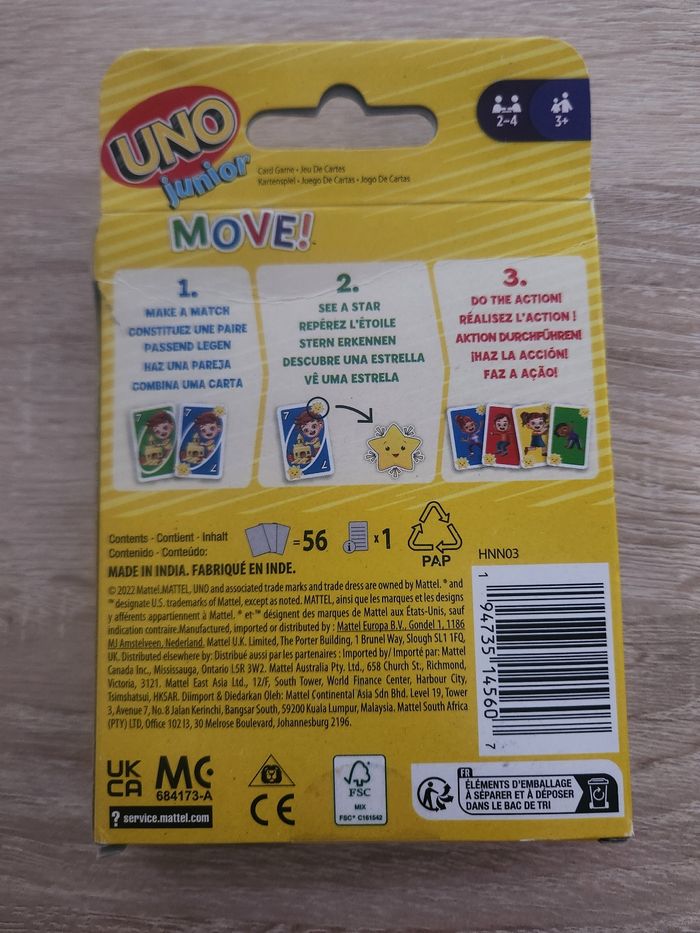 UNO
junior
Card Game • Jeu De Cartes
Kartenspiel • Juego De Cartas • Jogo De Cartas
2-4
3+
MOVE!
1.
MAKE A MATCH
CONSTITUEZ UNE PAIRE
PASSEND LEGEN
HAZ UNA PAREJA
COMBINA UMA CARTA
2.
SEE A STAR
REPÉREZ L'ÉTOILE
STERN ERKENNEN
DESCUBRE UNA ESTRELLA
VÊ UMA ESTRELA
3.
DO THE ACTION!
RÉALISEZ L'ACTION !
AKTION DURCHFÜHREN!
¡HAZ LA ACCIÓN!
FAZ A AÇÃO!
7
7
7
7
7
Contents • Contient • Inhalt
Contenido • Conteúdo:
= 56
i
x 1
PAP
HNN03
MADE IN INDIA. FABRIQUÉ EN INDE.
© 2022 Mattel.MATTEL, UNO and associated trade marks and trade dress are owned by Mattel. ® and
™ designate U.S. trademarks of Mattel, except as noted. MATTEL, ainsi que les marques et les designs
y afférents appartiennent à Mattel. ® et ™ désignent des marques de Mattel aux États-Unis, sauf
indication contraire.Manufactured, imported or distributed by : Mattel Europa B.V., Gondel 1, 1186
MJ Amstelveen, Nederland. Mattel U.K. Limited, The Porter Building, 1 Brunel Way, Slough SL1 1FQ,
UK. Distributed elsewhere by: Distribué aussi par les partenaires : Imported by/ Importé par: Mattel
Canada Inc., Mississauga, Ontario L5R 3W2. Mattel Australia Pty. Ltd., 658 Church St., Richmond,
Victoria, 3121. Mattel East Asia Ltd., 12/F, South Tower, World Finance Center, Harbour City,
Tsimshatsui, HKSAR. Diimport & Diedarkan Oleh: Mattel Continental Asia Sdn Bhd. Level 19, Tower
3, Avenue 7, No. 8 Jalan Kerinchi, Bangsar South, 59200 Kuala Lumpur, Malaysia. Mattel South Africa
(PTY) LTD, Office 102 I3, 30 Melrose Boulevard, Johannesburg 2196.
1 94735 14560 7
UK
CA
MC
684173-A
? service.mattel.com
CE
FSC
MIX
FSC® C161542
FR
ÉLÉMENTS D'EMBALLAGE
À SÉPARER ET À DÉPOSER
DANS LE BAC DE TRI